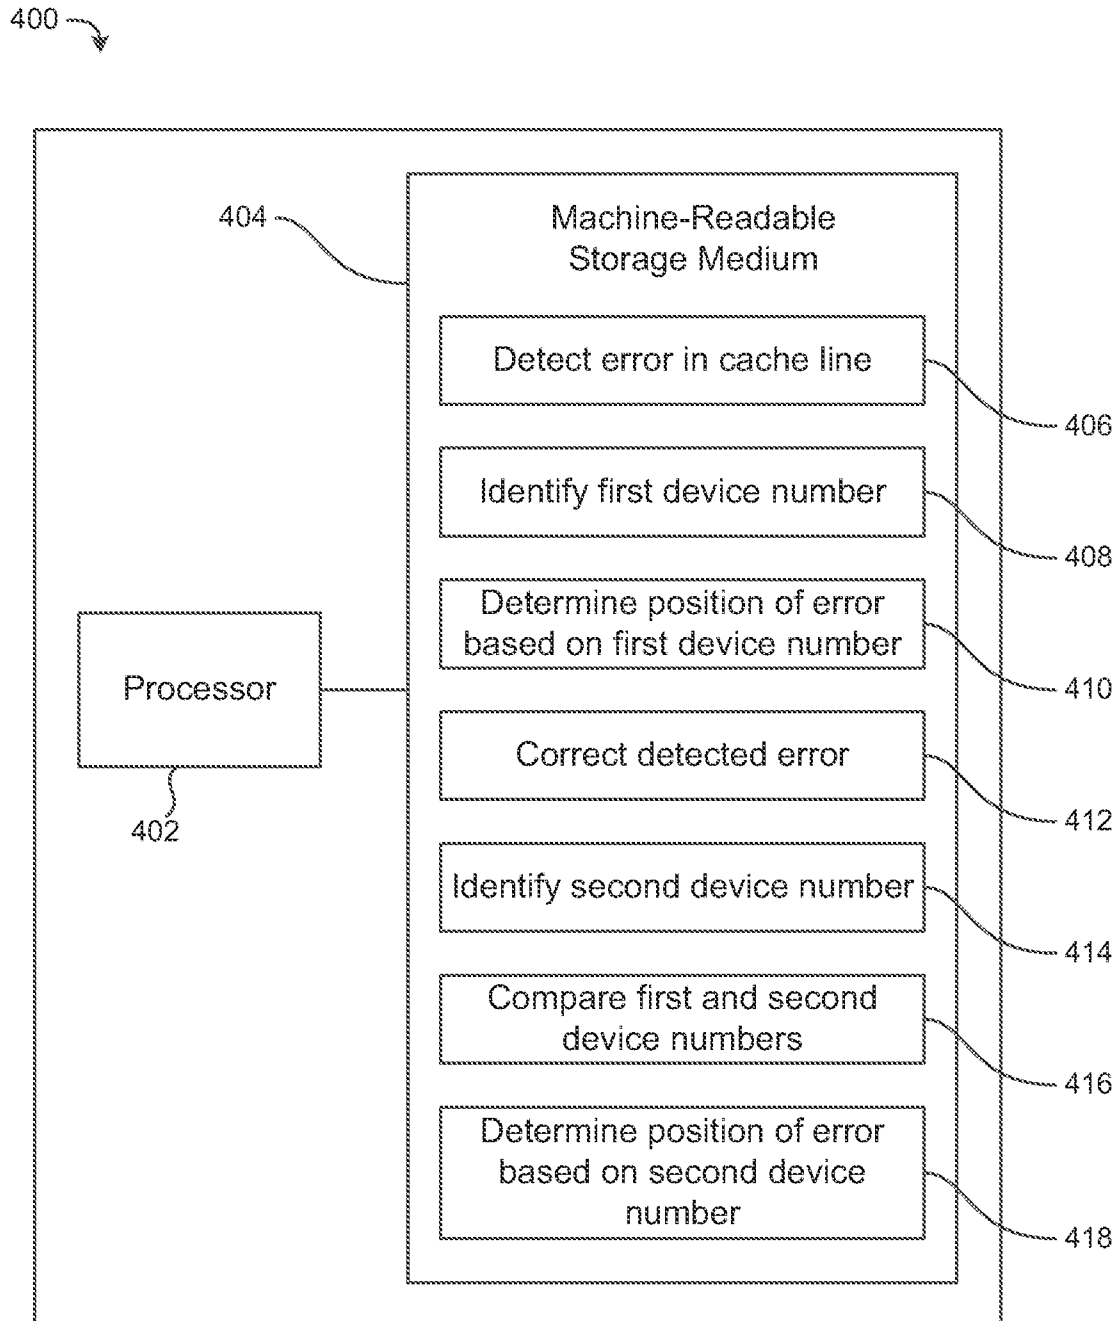 400
404
Machine-Readable
Storage Medium
Detect error in cache line
406
Identify first device number
408
Determine position of error
based on first device number
410
Processor
402
Correct detected error
412
Identify second device number
414
Compare first and second
device numbers
416
Determine position of error
based on second device
number
418